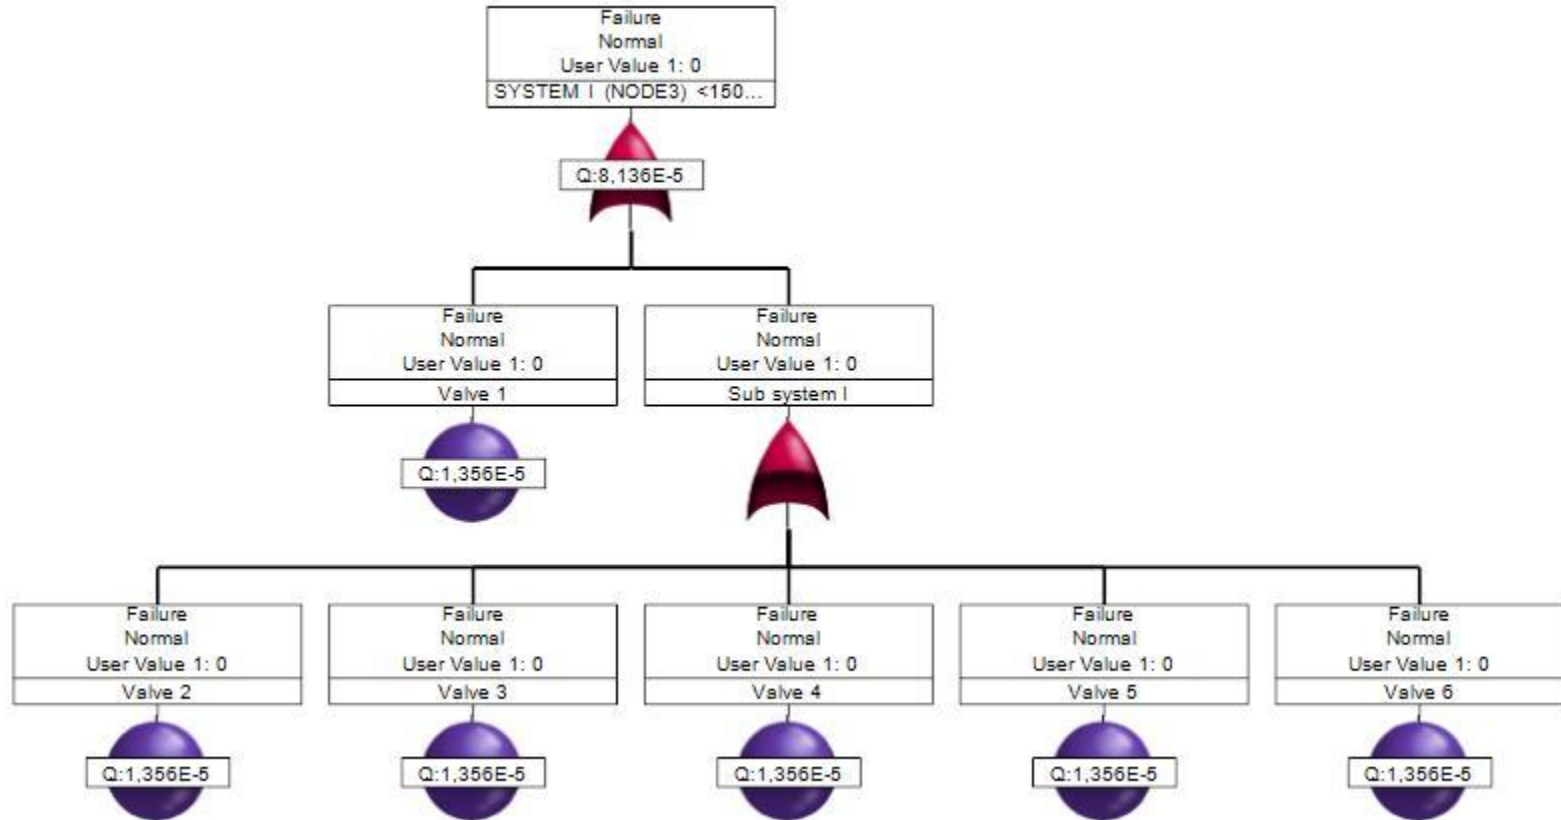 Failure
Normal
User Value 1: 0
SYSTEM I (NODE3) <150...
Q:8,136E-5
Failure
Normal
User Value 1: 0
Valve 1
Q:1,356E-5
Failure
Normal
User Value 1: 0
Sub system I
Failure
Normal
User Value 1: 0
Valve 2
Q:1,356E-5
Failure
Normal
User Value 1: 0
Valve 3
Q:1,356E-5
Failure
Normal
User Value 1: 0
Valve 4
Q:1,356E-5
Failure
Normal
User Value 1: 0
Valve 5
Q:1,356E-5
Failure
Normal
User Value 1: 0
Valve 6
Q:1,356E-5